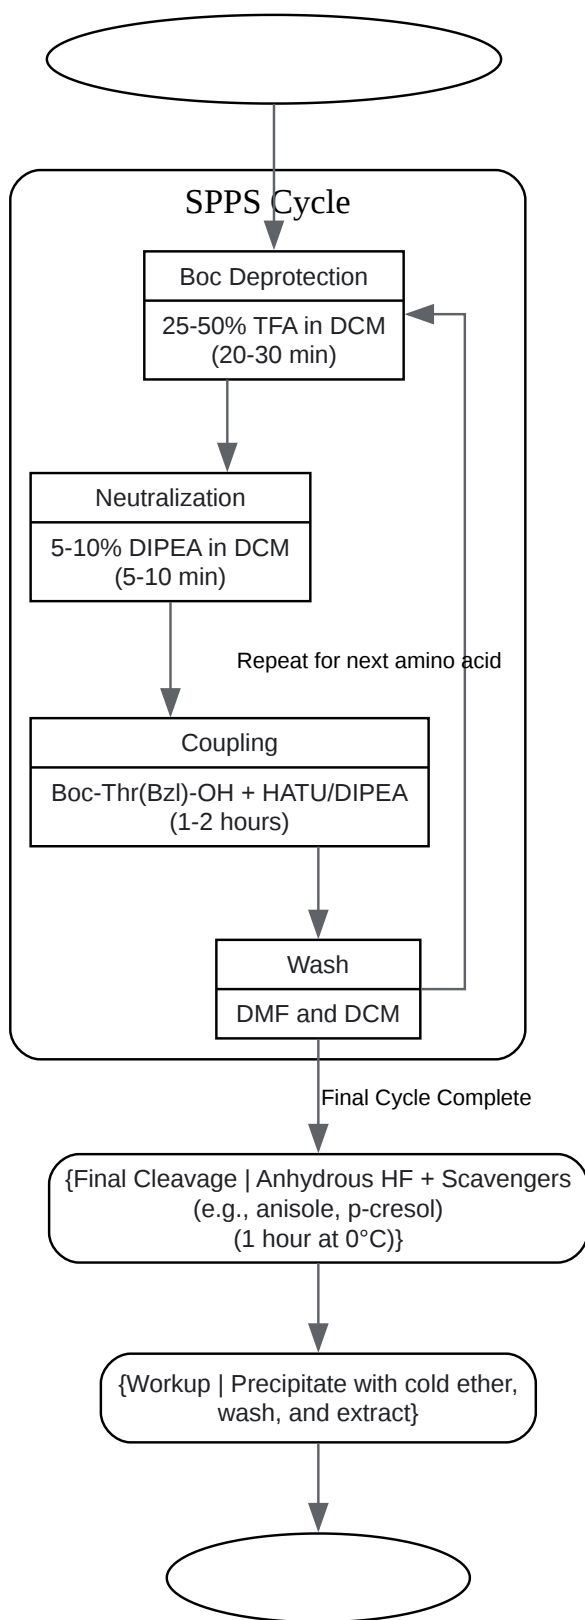 SPPS Cycle
Boc Deprotection
25-50% TFA in DCM
(20-30 min)
Neutralization
5-10% DIPEA in DCM
(5-10 min)
Repeat for next amino acid
Coupling
Boc-Thr(Bzl)-OH + HATU/DIPEA
(1-2 hours)
Wash
DMF and DCM
Final Cycle Complete
{Final Cleavage | Anhydrous HF + Scavengers
(e.g., anisole, p-cresol)
(1 hour at 0°C)}
{Workup | Precipitate with cold ether,
wash, and extract}